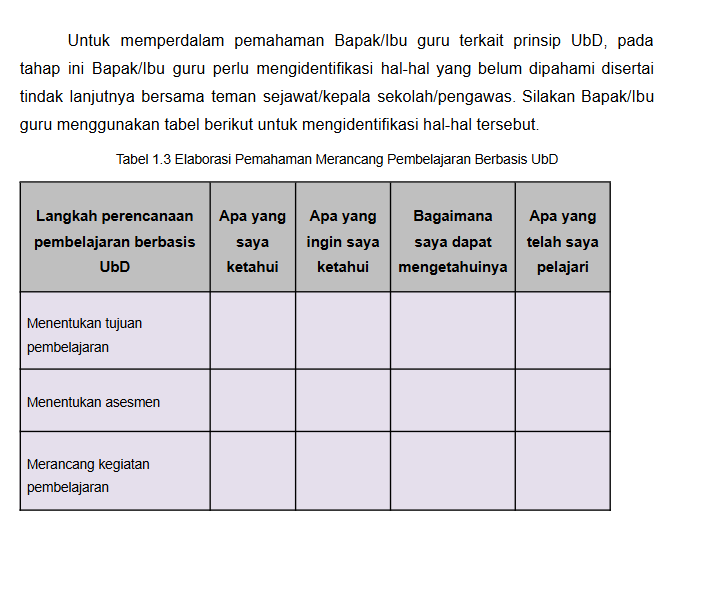 Untuk memperdalam pemahaman Bapak/Ibu guru terkait prinsip UbD, pada
tahap ini Bapak/Ibu guru perlu mengidentifikasi hal-hal yang belum dipahami disertai
tindak lanjutnya bersama teman sejawat/kepala sekolah/pengawas. Silakan Bapak/Ibu
guru menggunakan tabel berikut untuk mengidentifikasi hal-hal tersebut.
Tabel 1.3 Elaborasi Pemahaman Merancang Pembelajaran Berbasis UbD
Langkah perencanaan
pembelajaran berbasis
UbD
Apa yang
saya
ketahui
Apa yang
ingin saya
ketahui
Bagaimana
saya dapat
mengetahuinya
Apa yang
telah saya
pelajari
Menentukan tujuan
pembelajaran
Menentukan asesmen
Merancang kegiatan
pembelajaran